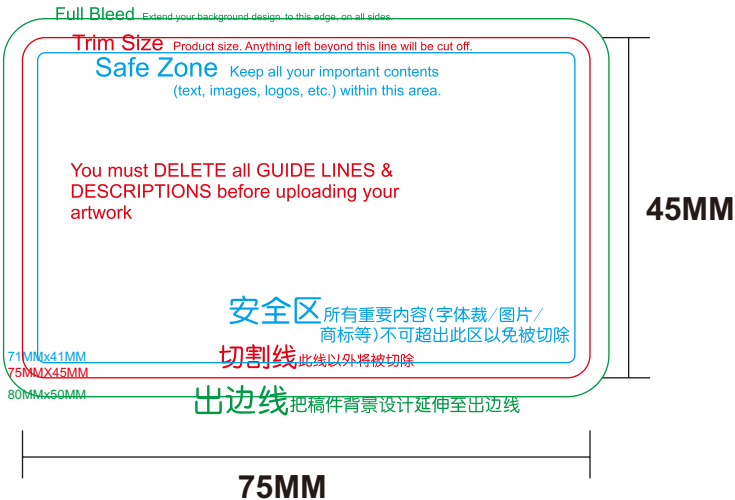 Full Bleed Extend your background design to this edge, on all sides.
Trim Size Product size. Anything left beyond this line will be cut off.
Safe Zone Keep all your important contents
(text, images, logos, etc.) within this area.
You must DELETE all GUIDE LINES &
DESCRIPTIONS before uploading your
artwork
45MM
安全区所有重要内容(字体裁/图片/
商标等)不可超出此区以免被切除
71MMx41MM
切割线此线以外将被切除
75MMX45MM
80MMx50MM
出边线把稿件背景设计延伸至出边线
75MM